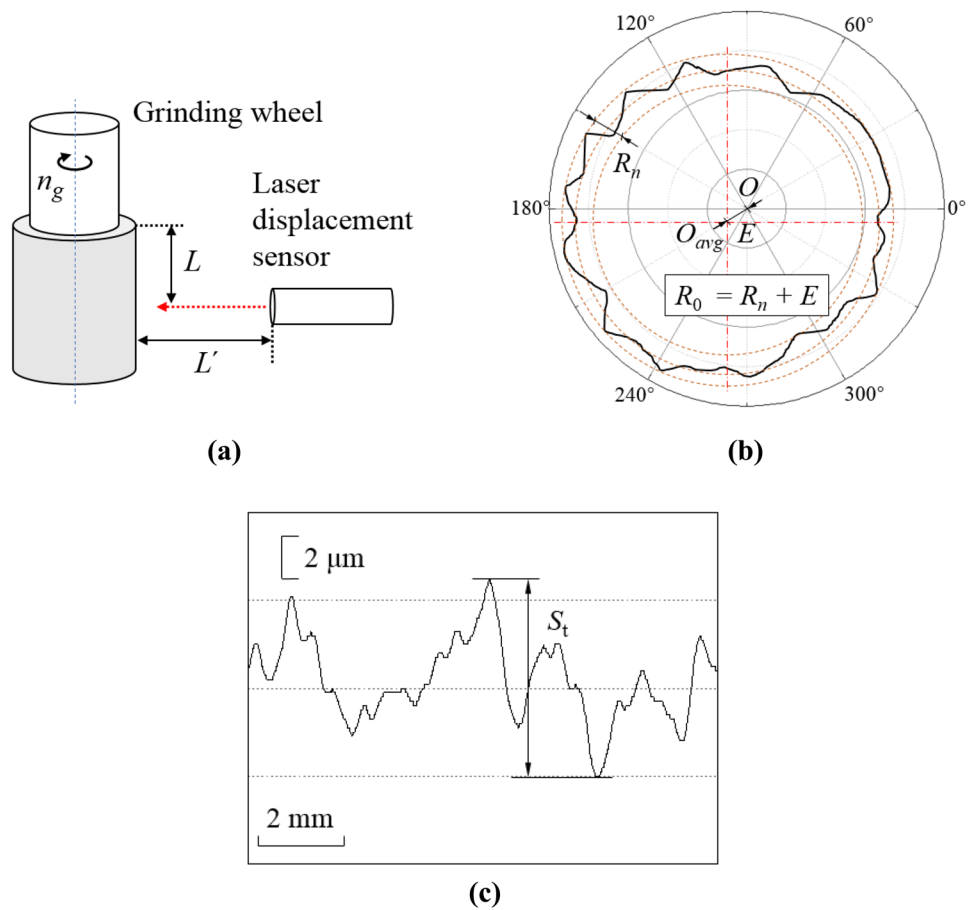 Grinding wheel
n_g
Laser
displacement
sensor
L
L′
(a)
120°
60°
R_n
O
180°
0°
O_avg
E
R_0 = R_n + E
240°
300°
(b)
2 μm
S_t
2 mm
(c)